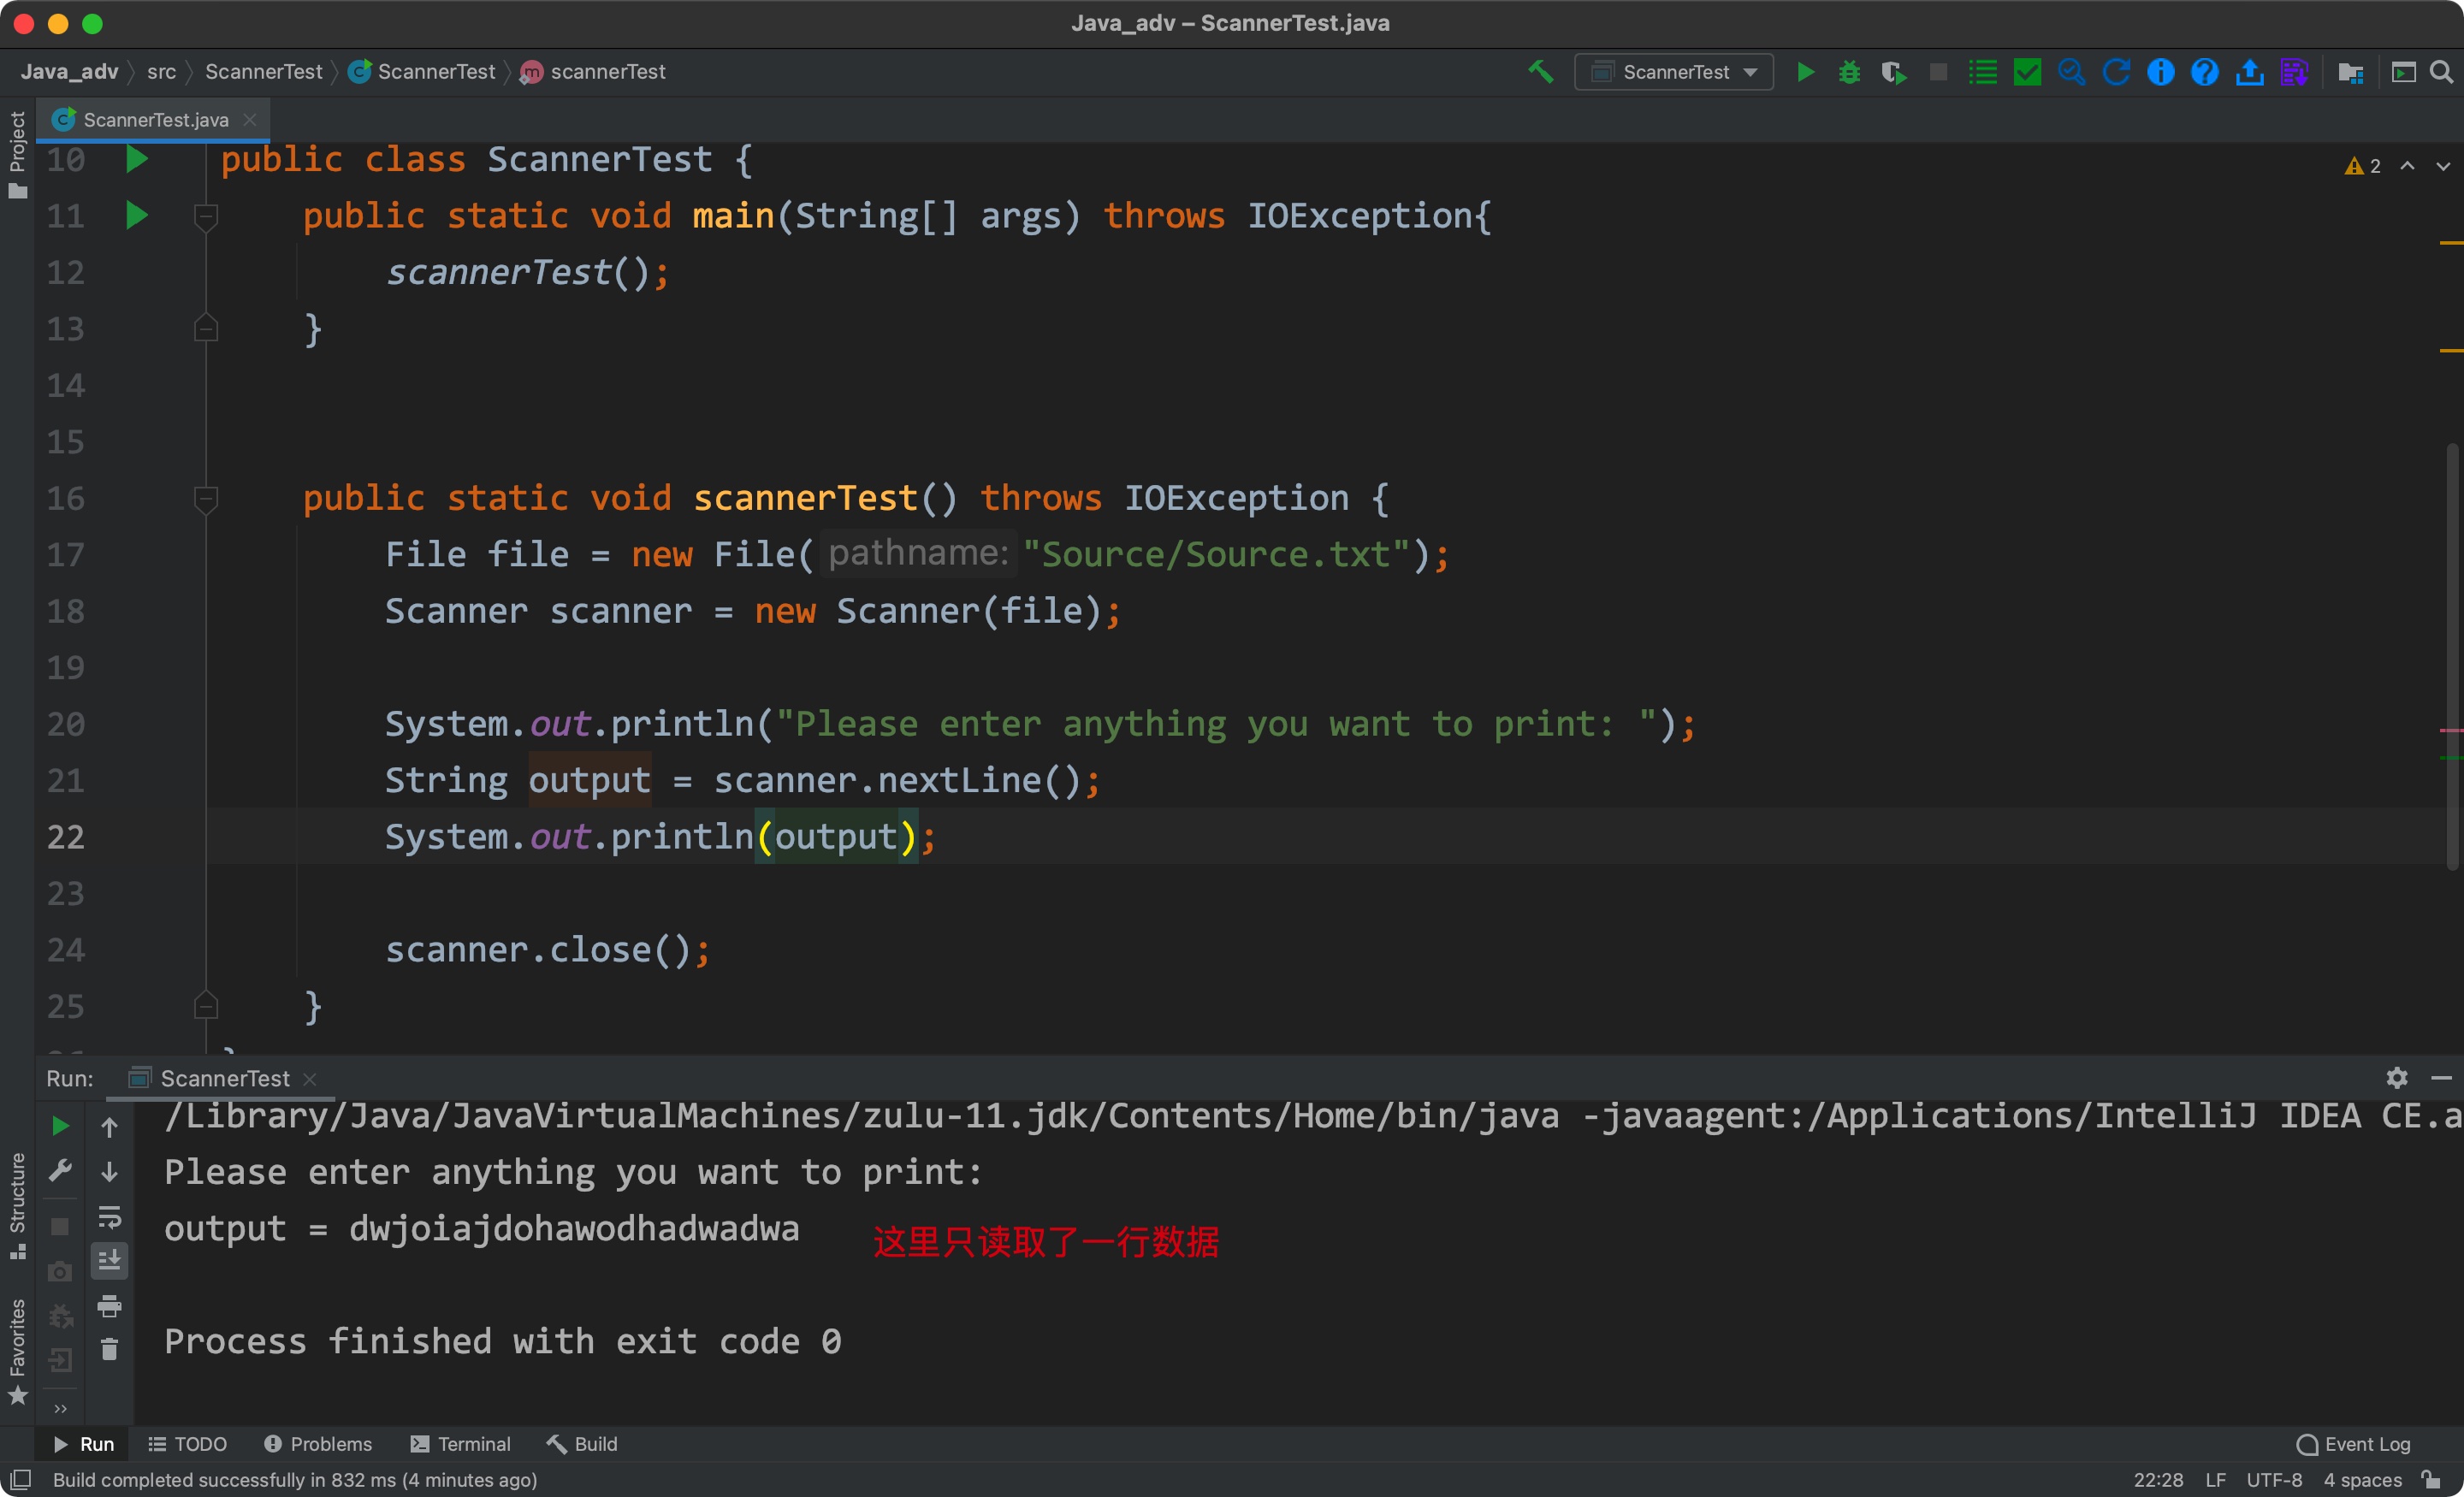 Java_adv – ScannerTest.java
Java_adv src ScannerTest ScannerTest scannerTest
ScannerTest
Project
ScannerTest.java
2
10 public class ScannerTest {
11 public static void main(String[] args) throws IOException{
12 scannerTest();
13 }
14
15
16 public static void scannerTest() throws IOException {
17 File file = new File( pathname: "Source/Source.txt");
18 Scanner scanner = new Scanner(file);
19
20 System.out.println("Please enter anything you want to print: ");
21 String output = scanner.nextLine();
22 System.out.println(output);
23
24 scanner.close();
25 }
}
Run: ScannerTest
/Library/Java/JavaVirtualMachines/zulu-11.jdk/Contents/Home/bin/java -javaagent:/Applications/IntelliJ IDEA CE.a
Please enter anything you want to print:
output = dwjoiajdohawodhadwadwa 这里只读取了一行数据
Process finished with exit code 0
Structure
Favorites
Run TODO Problems Terminal Build Event Log
Build completed successfully in 832 ms (4 minutes ago) 22:28 LF UTF-8 4 spaces